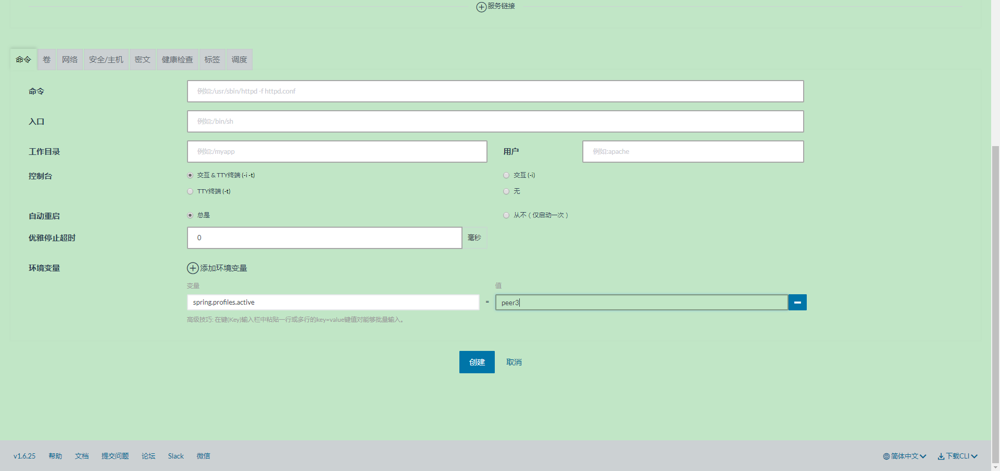 服务链接
命令 卷 网络 安全/主机 密文 健康检查 标签 调度
命令 例如:/usr/sbin/httpd -f httpd.conf
入口 例如:/bin/sh
工作目录 例如:/myapp 用户 例如:apache
控制台 交互 & TTY终端 (-i -t) 交互 (-i)
TTY终端 (-t) 无
自动重启 总是 从不（仅启动一次）
优雅停止超时 0 毫秒
环境变量 添加环境变量
变量 值
spring.profiles.active = peer3
高级技巧: 在键(Key)输入栏中粘贴一行或多行的key=value键值对能够批量输入。
创建 取消
v1.6.25 帮助 文档 提交问题 论坛 Slack 微信 简体中文 下载CLI